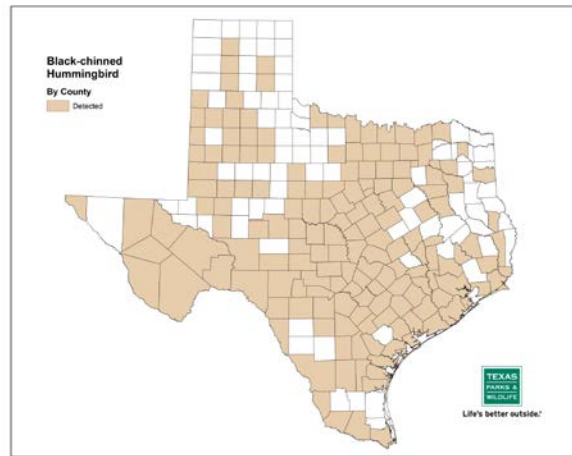 Black-chinned
Hummingbird
By County
Detected
TEXAS
PARKS &
WILDLIFE
Life's better outside.®